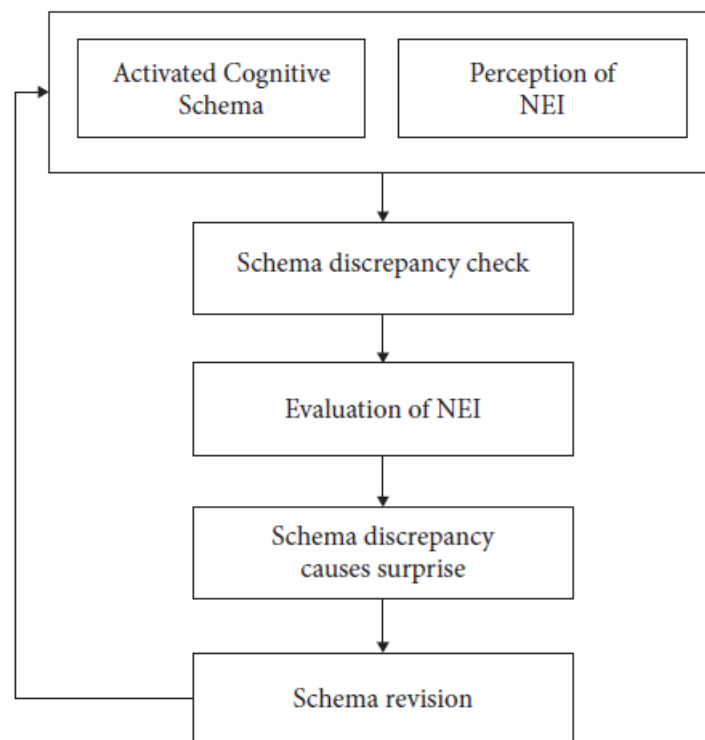 Activated Cognitive
Schema
Perception of
NEI
Schema discrepancy check
Evaluation of NEI
Schema discrepancy
causes surprise
Schema revision